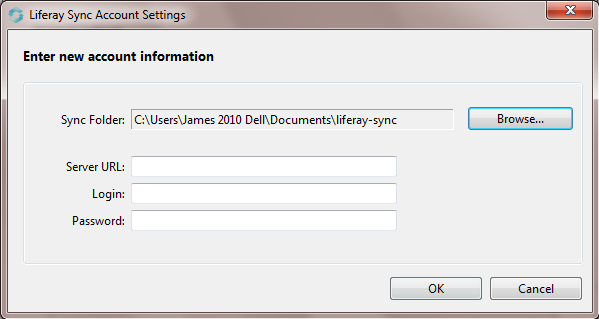 Liferay Sync Account Settings
Enter new account information
Sync Folder: C:\Users\James 2010 Dell\Documents\liferay-sync Browse...
Server URL:
Login:
Password:
OK Cancel